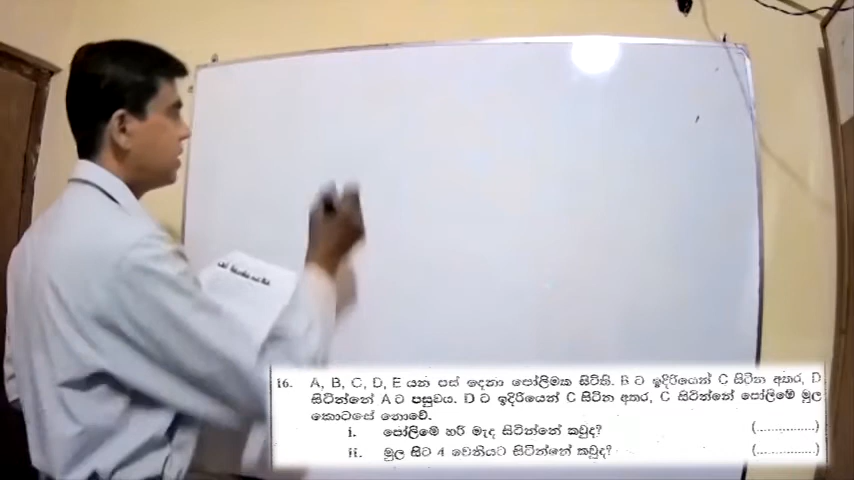 16. A, B, C, D, E යන පස් දෙනා පෝලිමක සිටිති. B ට ඉදිරියෙන් C සිටින අතර, D
සිටින්නේ A ට පසුවය. D ට ඉදිරියෙන් C සිටින අතර, C සිටින්නේ පෝලිමේ මුල
කොටසේ නොවේ.
i. පෝලිමේ හරි මැද සිටින්නේ කවුද? (....................)
ii. මුල සිට 4 වෙනියට සිටින්නේ කවුද? (....................)